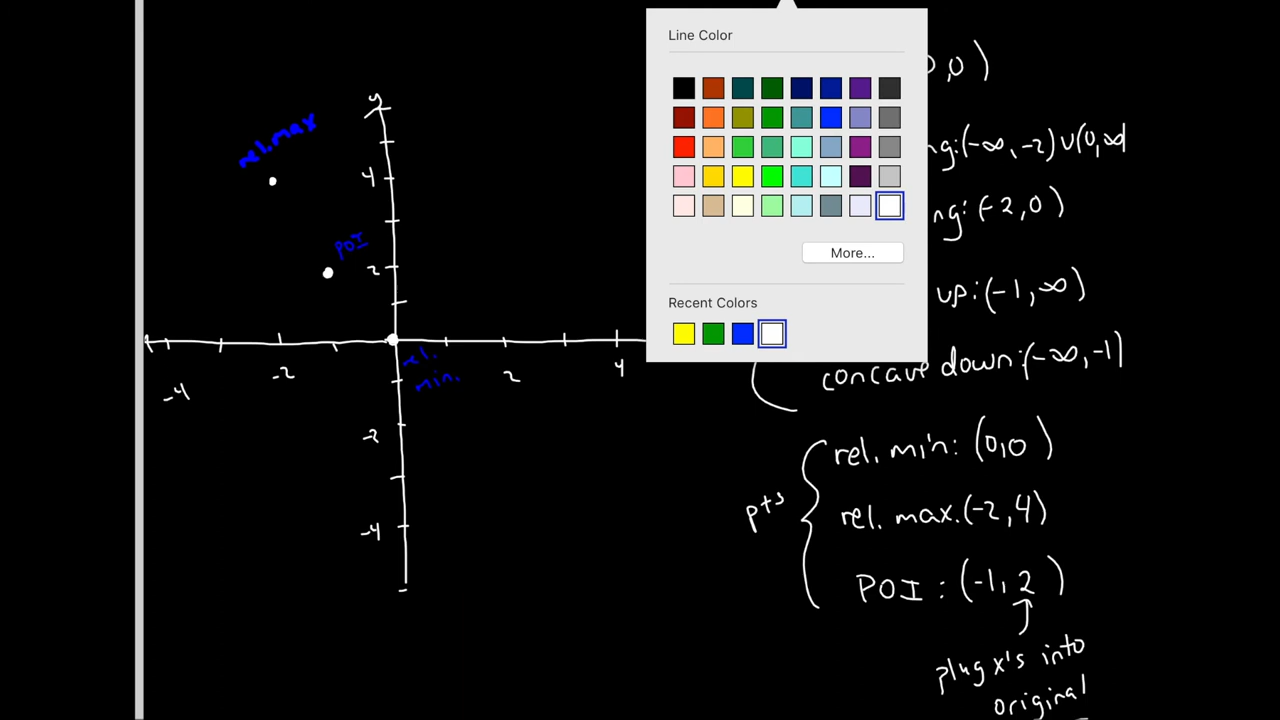 y
rel. max
4
POI
2
-4
-2
rel.
min.
2
4
-2
-4
Line Color
More...
Recent Colors
,0)
ng:(-∞,-2)∪(0,∞
ng: (-2,0)
up:(-1,∞)
concave down:(-∞,-1)
pts
rel. min: (0,0)
rel. max.(-2,4)
POI : (-1,2)
plug x's into
original